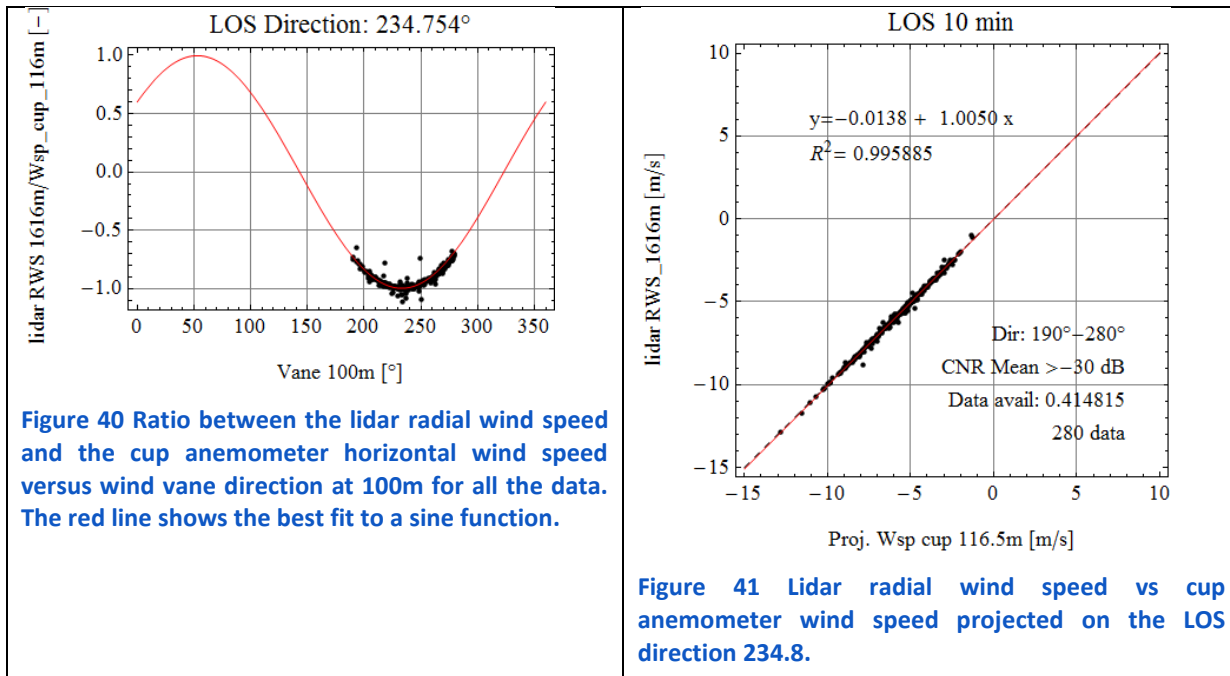 LOS Direction: 234.754°
lidar RWS 1616m/Wsp_cup_116m [−]
1.0
0.5
0.0
−0.5
−1.0
0 50 100 150 200 250 300 350
Vane 100m [°]
Figure 40 Ratio between the lidar radial wind speed
and the cup anemometer horizontal wind speed
versus wind vane direction at 100m for all the data.
The red line shows the best fit to a sine function.
LOS 10 min
lidar RWS_1616m [m/s]
10
5
0
−5
−10
−15
y=−0.0138 + 1.0050 x
R² = 0.995885
Dir: 190°−280°
CNR Mean >−30 dB
Data avail: 0.414815
280 data
−15 −10 −5 0 5 10
Proj. Wsp cup 116.5m [m/s]
Figure 41 Lidar radial wind speed vs cup
anemometer wind speed projected on the LOS
direction 234.8.